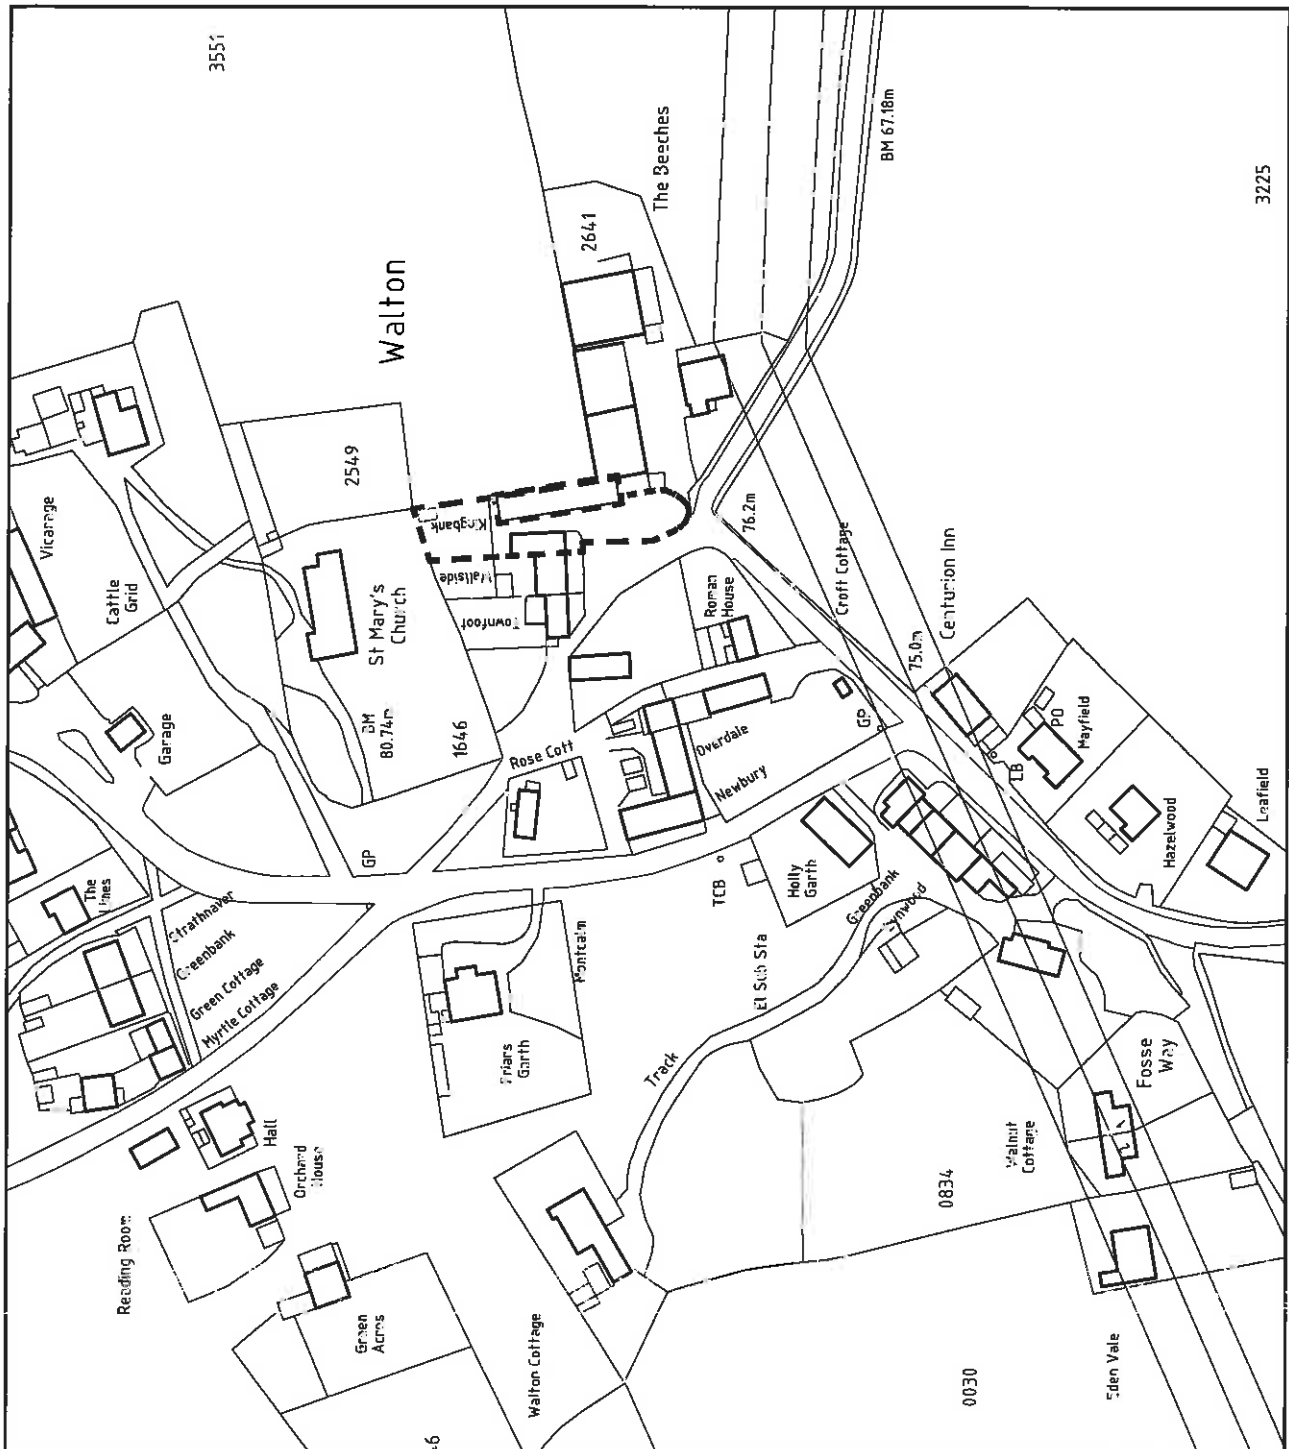 3551
Walton
The Beeches
2641
BM 67.18m
3225
Vicarage
Cattle
Grid
2549
Kingbank
Wallside
Townfoot
St Mary's
Church
BM
80.74m
1646
Garage
Rose Cott
Roman
House
76.2m
Croft Cottage
75.0m
Centurion Inn
Overdale
Newbury
GP
PO
Mayfield
LB
Hazelwood
Leafield
GP
The
Strathnaver
Greenbank
Green Cottage
Myrtle Cottage
TCB
Holly
Garth
Greenbank
Lynwood
Montcalm
El Sub Sta
Friars
Garth
Track
Fosse
Way
Hall
Orchard
House
Reading Room
Walnut
Cottage
0834
Green
Acres
Walton Cottage
Eden Vale
0030